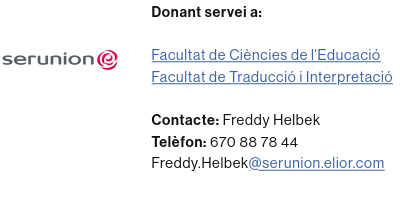 Donant servei a:
serunion
Facultat de Ciències de l'Educació
Facultat de Traducció i Interpretació
Contacte: Freddy Helbek
Telèfon: 670 88 78 44
Freddy.Helbek@serunion.elior.com